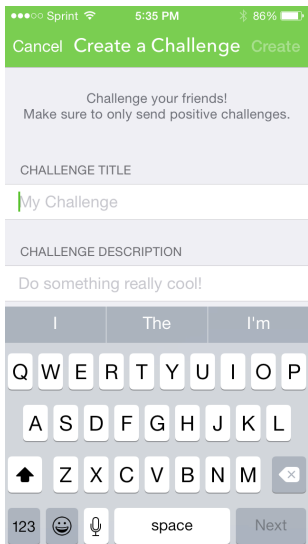 Sprint 5:35 PM 86%
Cancel Create a Challenge Create
Challenge your friends!
Make sure to only send positive challenges.
CHALLENGE TITLE
My Challenge
CHALLENGE DESCRIPTION
Do something really cool!
I The I'm
Q W E R T Y U I O P
A S D F G H J K L
Z X C V B N M
123 space Next